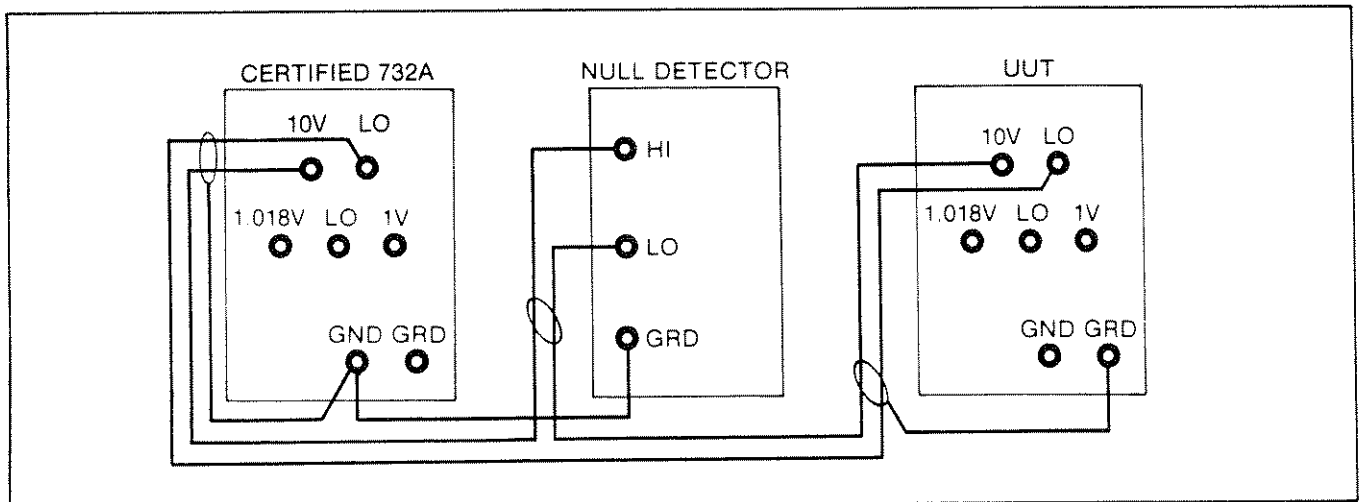 CERTIFIED 732A
10V LO
1.018V LO 1V
GND GRD
NULL DETECTOR
HI
LO
GRD
UUT
10V LO
1.018V LO 1V
GND GRD